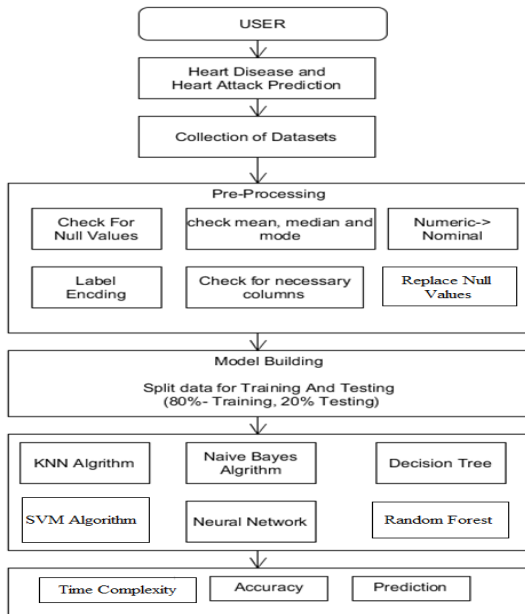 USER
Heart Disease and
Heart Attack Prediction
Collection of Datasets
Pre-Processing
Check For
Null Values
check mean, median and
mode
Numeric->
Nominal
Label
Encding
Check for necessary
columns
Replace Null
Values
Model Building
Split data for Training And Testing
(80%- Training, 20% Testing)
KNN Algrithm
Naive Bayes
Algrithm
Decision Tree
SVM Algorithm
Neural Network
Random Forest
Time Complexity
Accuracy
Prediction